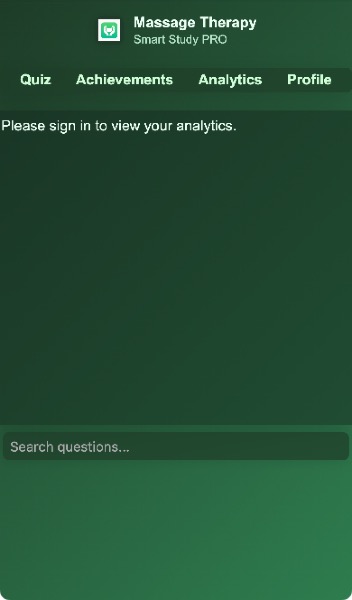 Massage Therapy
Smart Study PRO
Quiz Achievements Analytics Profile
Please sign in to view your analytics.
Search questions...